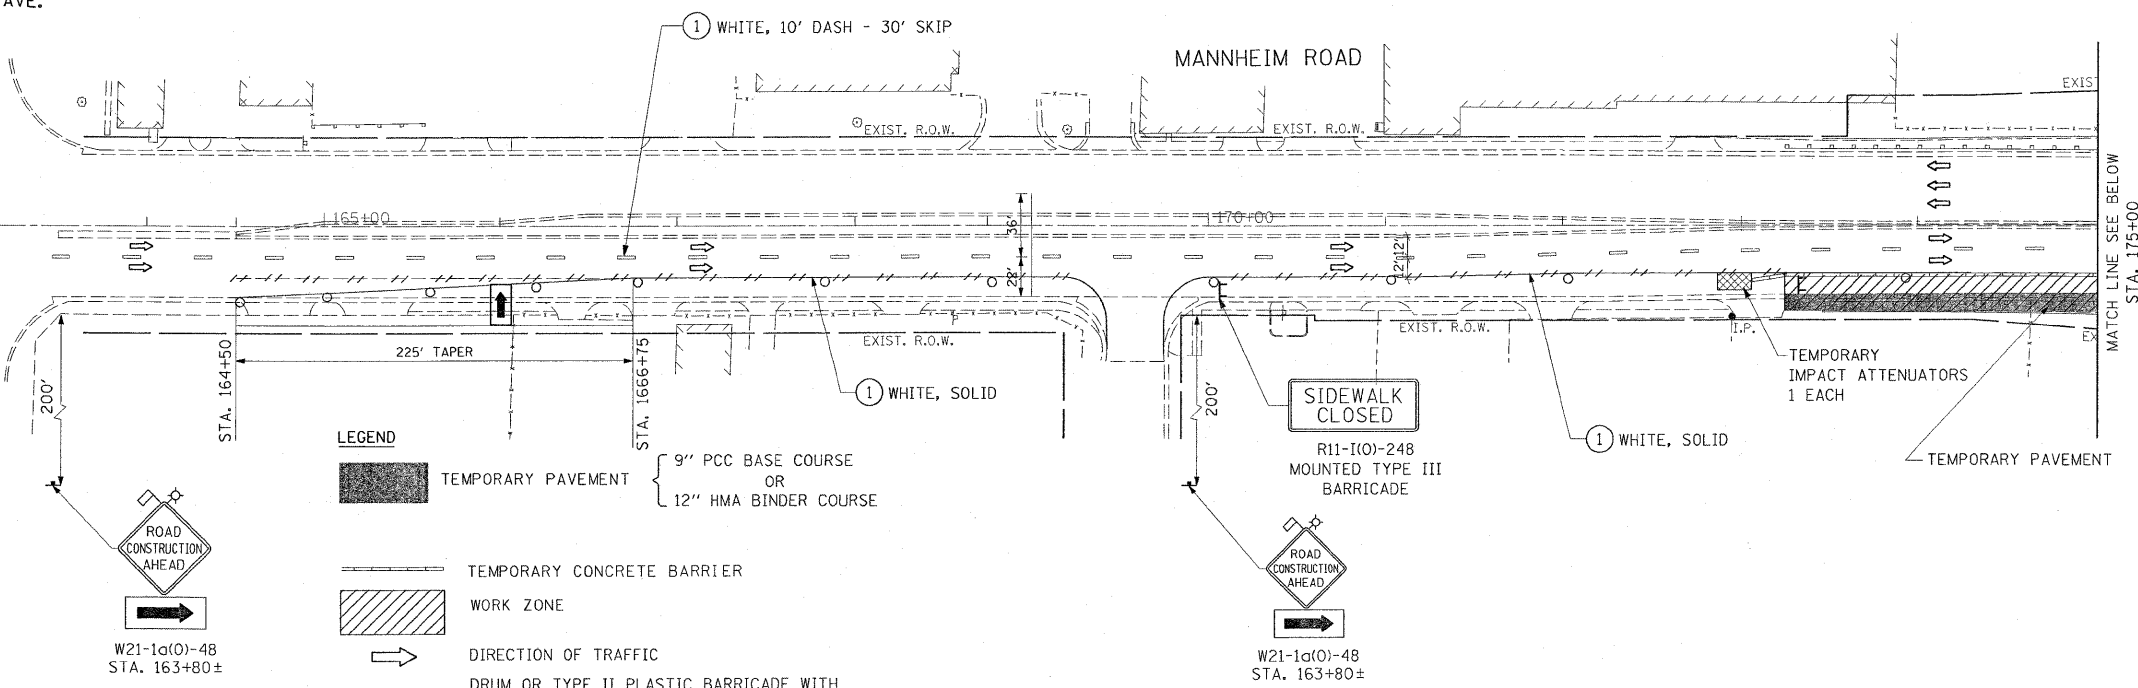 AVE.
1 WHITE, 10' DASH - 30' SKIP
MANNHEIM ROAD
EXIST
EXIST. R.O.W.
EXIST. R.O.W.
165+00
170+00
36'
22'
12'
12'
MATCH LINE SEE BELOW
STA. 175+00
EXIST. R.O.W.
EXIST. R.O.W.
I.P.
EX
225' TAPER
STA. 164+50
STA. 1666+75
200'
200'
1 WHITE, SOLID
SIDEWALK
CLOSED
R11-I(O)-248
MOUNTED TYPE III
BARRICADE
1 WHITE, SOLID
TEMPORARY
IMPACT ATTENUATORS
1 EACH
TEMPORARY PAVEMENT
LEGEND
TEMPORARY PAVEMENT
9" PCC BASE COURSE
OR
12" HMA BINDER COURSE
TEMPORARY CONCRETE BARRIER
WORK ZONE
DIRECTION OF TRAFFIC
DRUM OR TYPE II PLASTIC BARRICADE WITH
ROAD
CONSTRUCTION
AHEAD
W21-1a(O)-48
STA. 163+80±
ROAD
CONSTRUCTION
AHEAD
W21-1a(O)-48
STA. 163+80±